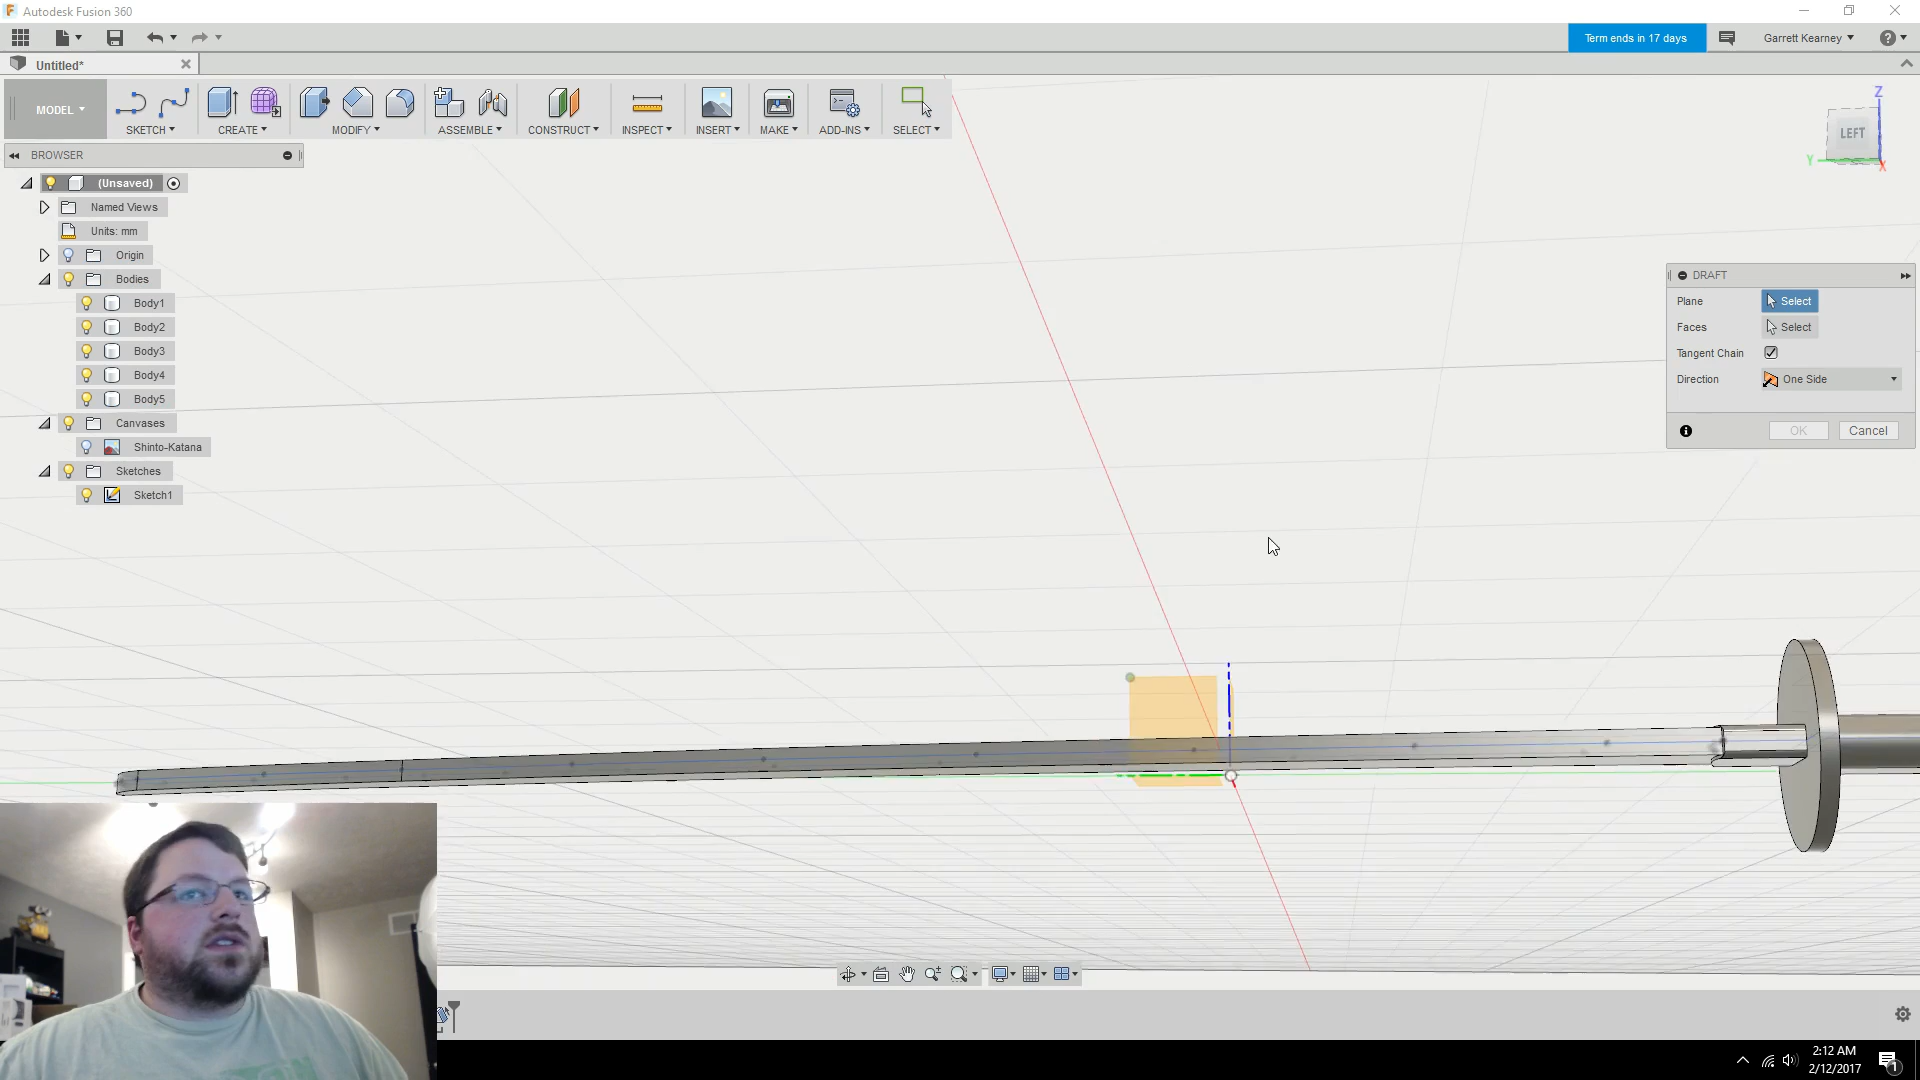 Autodesk Fusion 360
Term ends in 17 days
Garrett Kearney
Untitled*
MODEL
SKETCH
CREATE
MODIFY
ASSEMBLE
CONSTRUCT
INSPECT
INSERT
MAKE
ADD-INS
SELECT
Z
LEFT
Y
X
BROWSER
(Unsaved)
Named Views
Units: mm
Origin
Bodies
Body1
Body2
Body3
Body4
Body5
Canvases
Shinto-Katana
Sketches
Sketch1
DRAFT
Plane Select
Faces Select
Tangent Chain
Direction One Side
OK Cancel
2:12 AM
2/12/2017
1